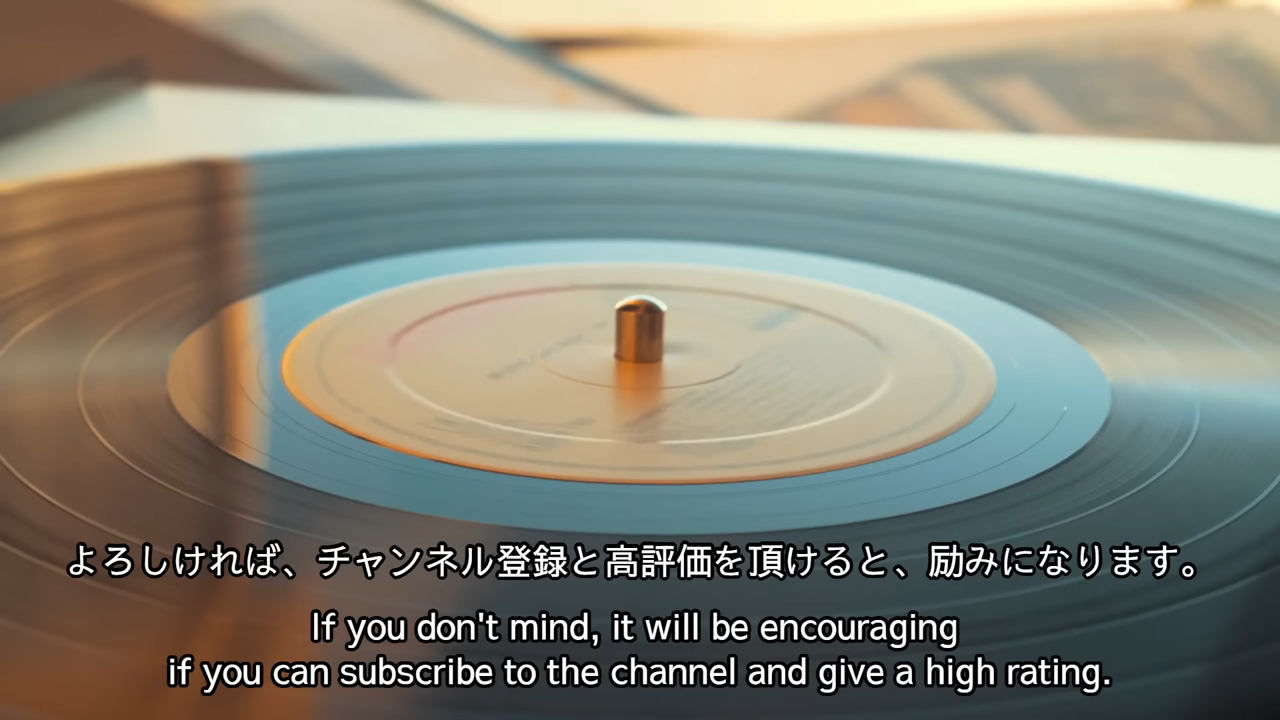 よろしければ、チャンネル登録と高評価を頂けると、励みになります。
If you don't mind, it will be encouraging
if you can subscribe to the channel and give a high rating.